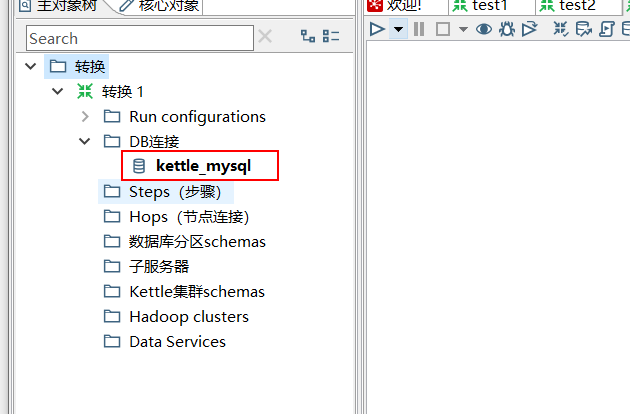 主对象树 核心对象
欢迎! test1 test2
Search
转换
转换 1
Run configurations
DB连接
kettle_mysql
Steps（步骤）
Hops（节点连接）
数据库分区schemas
子服务器
Kettle集群schemas
Hadoop clusters
Data Services